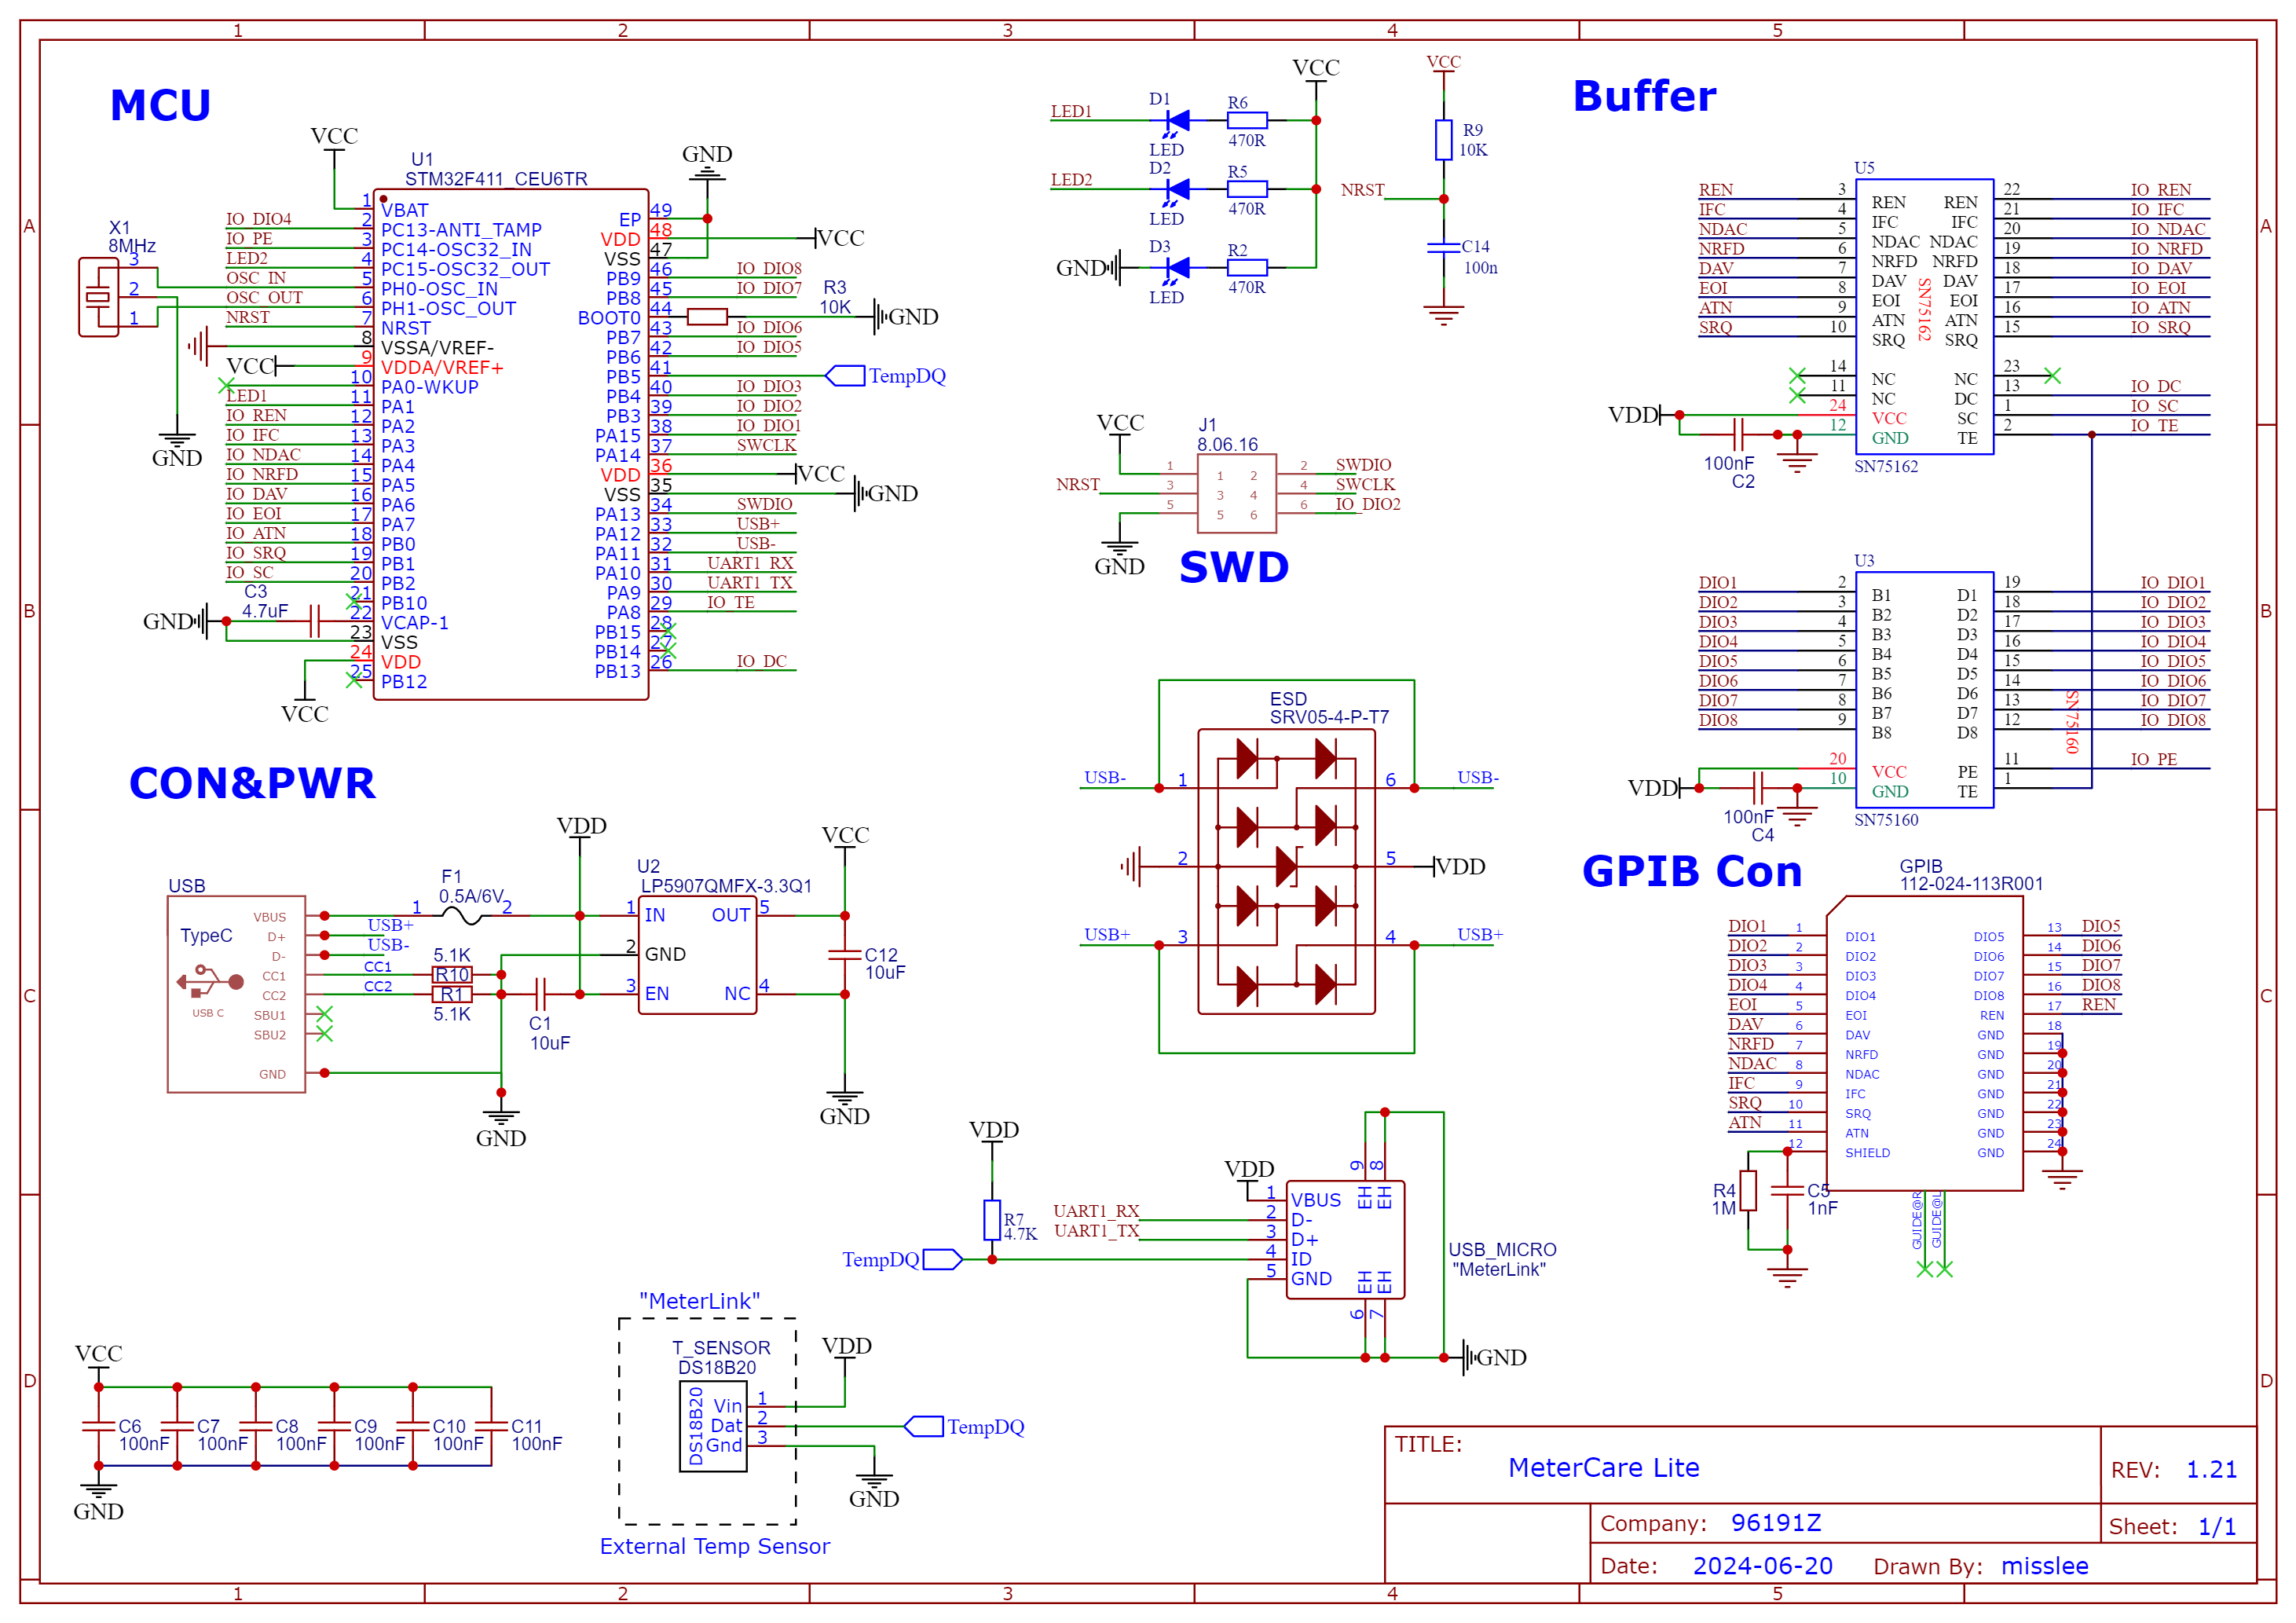 1 2 3 4 5
A B C D
A B C D
1 2 3 4 5
MCU
VCC
U1
STM32F411_CEU6TR
GND
X1
8MHz
3
2
1
GND
IO_DIO4 2 PC13-ANTI_TAMP
1 VBAT
IO_PE 3 PC14-OSC32_IN
LED2 4 PC15-OSC32_OUT
OSC_IN 5 PH0-OSC_IN
OSC_OUT 6 PH1-OSC_OUT
NRST 7 NRST
8 VSSA/VREF-
VCC 9 VDDA/VREF+
10 PA0-WKUP
LED1 11 PA1
IO_REN 12 PA2
IO_IFC 13 PA3
IO_NDAC 14 PA4
IO_NRFD 15 PA5
IO_DAV 16 PA6
IO_EOI 17 PA7
IO_ATN 18 PB0
IO_SRQ 19 PB1
IO_SC 20 PB2
21 PB10
C3
4.7uF
GND 22 VCAP-1
23 VSS
24 VDD
25 PB12
VCC
EP 49
VDD 48 VCC
VSS 47
PB9 46 IO_DIO8
PB8 45 IO_DIO7
BOOT0 44 R3 10K GND
PB7 43 IO_DIO6
PB6 42 IO_DIO5
PB5 41 TempDQ
PB4 40 IO_DIO3
PB3 39 IO_DIO2
PA15 38 IO_DIO1
PA14 37 SWCLK
VDD 36 VCC
VSS 35 GND
PA13 34 SWDIO
PA12 33 USB+
PA11 32 USB-
PA10 31 UART1_RX
PA9 30 UART1_TX
PA8 29 IO_TE
PB15 28
PB14 27
PB13 26 IO_DC
VCC
LED1 D1 LED R6 470R
LED2 D2 LED R5 470R
GND D3 LED R2 470R
VCC
R9
10K
NRST
C14
100n
VCC
J1
8.06.16
1 1 2 2 SWDIO
NRST 3 3 4 4 SWCLK
5 5 6 6 IO_DIO2
GND
SWD
ESD
SRV05-4-P-T7
USB- 1 6 USB-
2 5 VDD
USB+ 3 4 USB+
Buffer
U5
REN 3 REN REN 22 IO_REN
IFC 4 IFC IFC 21 IO_IFC
NDAC 5 NDAC NDAC 20 IO_NDAC
NRFD 6 NRFD NRFD 19 IO_NRFD
DAV 7 DAV DAV 18 IO_DAV
EOI 8 EOI EOI 17 IO_EOI
ATN 9 ATN ATN 16 IO_ATN
SRQ 10 SRQ SRQ 15 IO_SRQ
SN75162
14 NC NC 23
11 NC DC 13 IO_DC
VDD 24 VCC SC 1 IO_SC
12 GND TE 2 IO_TE
100nF
C2
SN75162
U3
DIO1 2 B1 D1 19 IO_DIO1
DIO2 3 B2 D2 18 IO_DIO2
DIO3 4 B3 D3 17 IO_DIO3
DIO4 5 B4 D4 16 IO_DIO4
DIO5 6 B5 D5 15 IO_DIO5
DIO6 7 B6 D6 14 IO_DIO6
DIO7 8 B7 D7 13 IO_DIO7
DIO8 9 B8 D8 12 IO_DIO8
SN75160
20 VCC PE 11 IO_PE
VDD 10 GND TE 1
100nF
C4
SN75160
GPIB Con
GPIB
112-024-113R001
DIO1 1 DIO1 DIO5 13 DIO5
DIO2 2 DIO2 DIO6 14 DIO6
DIO3 3 DIO3 DIO7 15 DIO7
DIO4 4 DIO4 DIO8 16 DIO8
EOI 5 EOI REN 17 REN
DAV 6 DAV GND 18
NRFD 7 NRFD GND 19
NDAC 8 NDAC GND 20
IFC 9 IFC GND 21
SRQ 10 SRQ GND 22
ATN 11 ATN GND 23
12 SHIELD GND 24
R4
1M
C5
1nF
GUIDE@R
GUIDE@L
CON&PWR
USB
TypeC
USB C
VBUS
D+ USB+
D- USB-
CC1 CC1
CC2 CC2
SBU1
SBU2
GND
F1
0.5A/6V
1 2
5.1K
R10
R1
5.1K
C1
10uF
GND
VDD
U2
LP5907QMFX-3.3Q1
1 IN OUT 5
2 GND
3 EN NC 4
VCC
C12
10uF
GND
VDD
R7
4.7K
TempDQ
UART1_RX
UART1_TX
VDD
1 VBUS
2 D-
3 D+
4 ID
5 GND
9 8
EH EH
EH EH
6 7
USB_MICRO
"MeterLink"
GND
"MeterLink"
T_SENSOR
DS18B20
DS18B20
Vin 1
Dat 2
Gnd 3
VDD
TempDQ
GND
External Temp Sensor
VCC
C6 C7 C8 C9 C10 C11
100nF 100nF 100nF 100nF 100nF 100nF
GND
TITLE:
MeterCare Lite
REV: 1.21
Company: 96191Z
Sheet: 1/1
Date: 2024-06-20 Drawn By: misslee